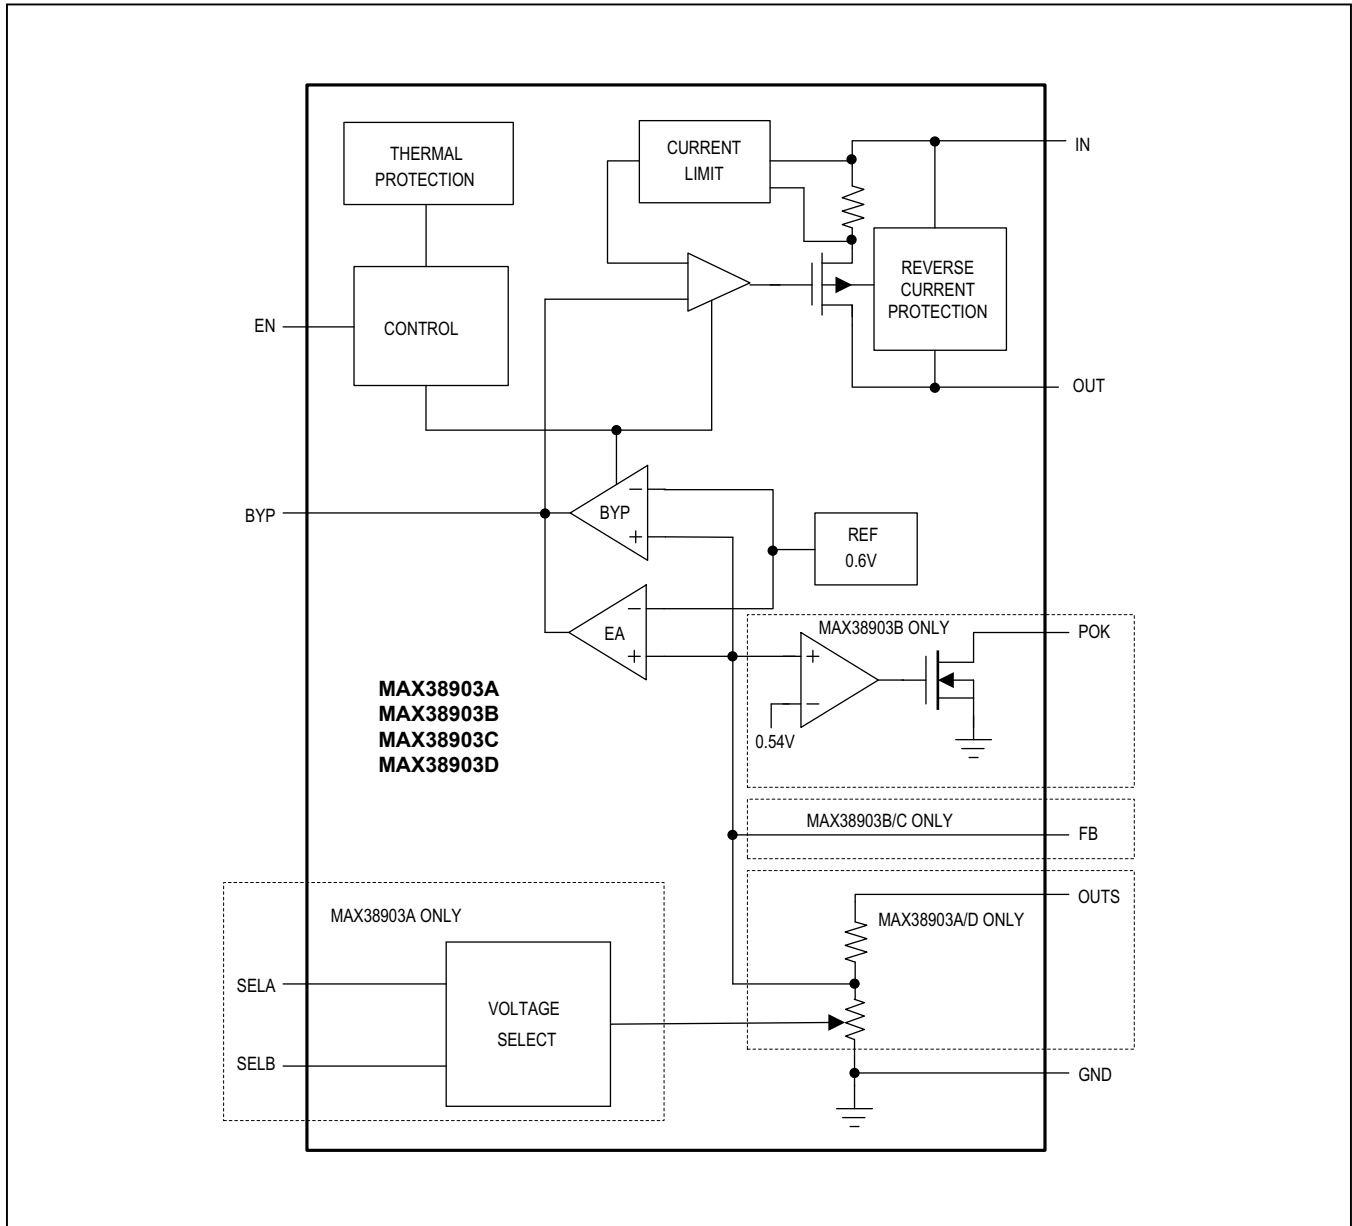 THERMAL
PROTECTION
CURRENT
LIMIT
IN
REVERSE
CURRENT
PROTECTION
EN
CONTROL
OUT
BYP
−
BYP
+
REF
0.6V
−
EA
+
MAX38903B ONLY
POK
+
−
0.54V
MAX38903A
MAX38903B
MAX38903C
MAX38903D
MAX38903B/C ONLY
FB
MAX38903A ONLY
OUTS
MAX38903A/D ONLY
SELA
VOLTAGE
SELECT
SELB
GND